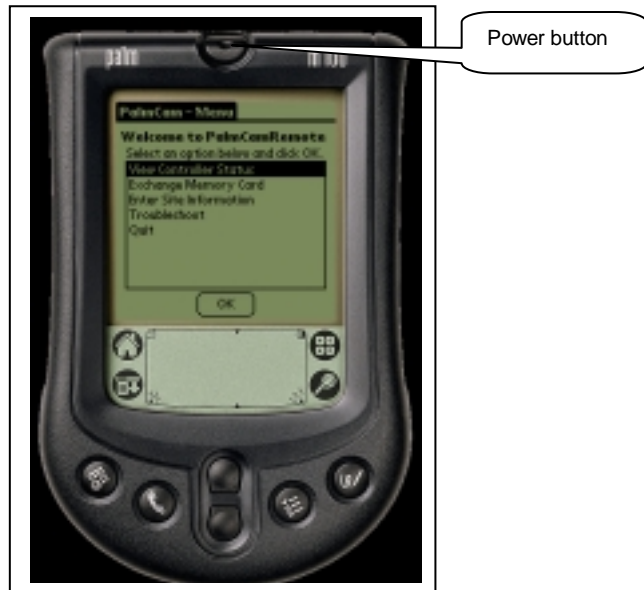 Power button
palm
m100
PalmCam - Menu
Welcome to PalmCamRemote
Select an option below and click OK.
View Controller Status
Exchange Memory Card
Enter Site Information
Troubleshoot
Quit
OK